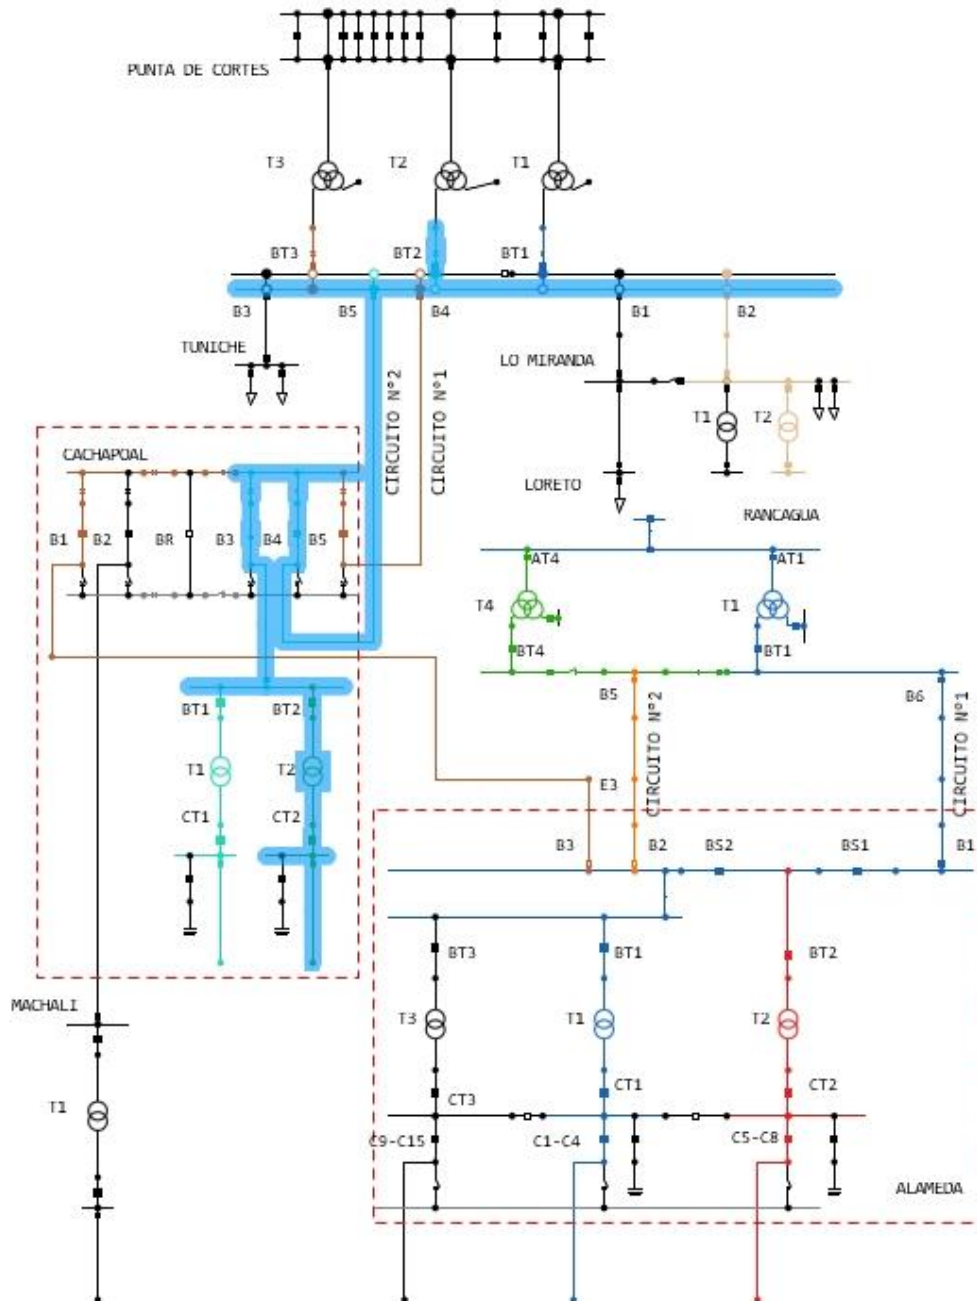 PUNTA DE CORTES
T3 T2 T1
BT3 BT2 BT1
B3 B5 B4 B1 B2
TUNICHE
LO MIRANDA
CIRCUITO N°2
CIRCUITO N°1
T1 T2
CACHAPOAL
LORETO
RANCAGUA
B1 B2 BR B3 B4 B5
AT4 AT1
T4 T1
BT4 BT1
B5 B6
CIRCUITO N°2
CIRCUITO N°1
BT1 BT2
T1 T2
E3
CT1 CT2
B3 B2 BS2 BS1 B1
BT3 BT1 BT2
MACHALI
T3 T1 T2
T1
CT3 CT1 CT2
C9-C15 C1-C4 C5-C8
ALAMEDA